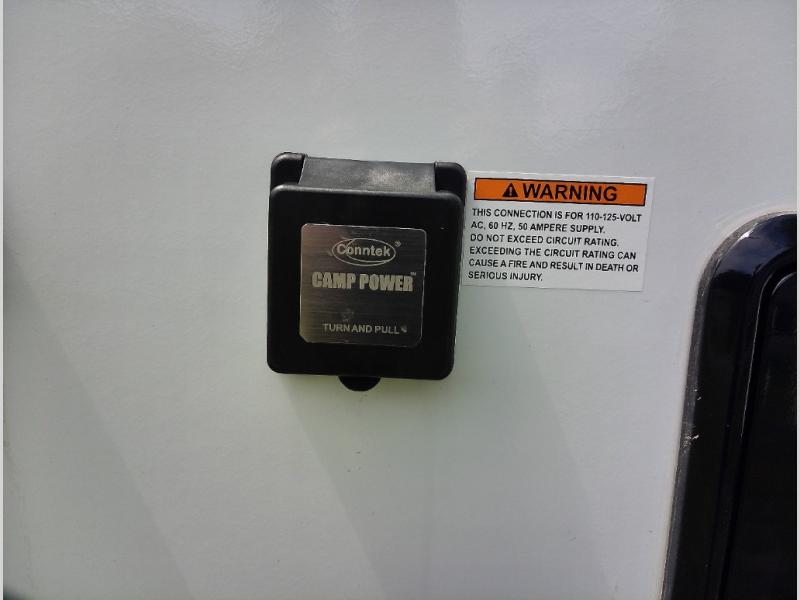 Conntek®
CAMP POWER™
TURN AND PULL
WARNING
THIS CONNECTION IS FOR 110-125-VOLT
AC, 60 HZ, 50 AMPERE SUPPLY.
DO NOT EXCEED CIRCUIT RATING.
EXCEEDING THE CIRCUIT RATING CAN
CAUSE A FIRE AND RESULT IN DEATH OR
SERIOUS INJURY.